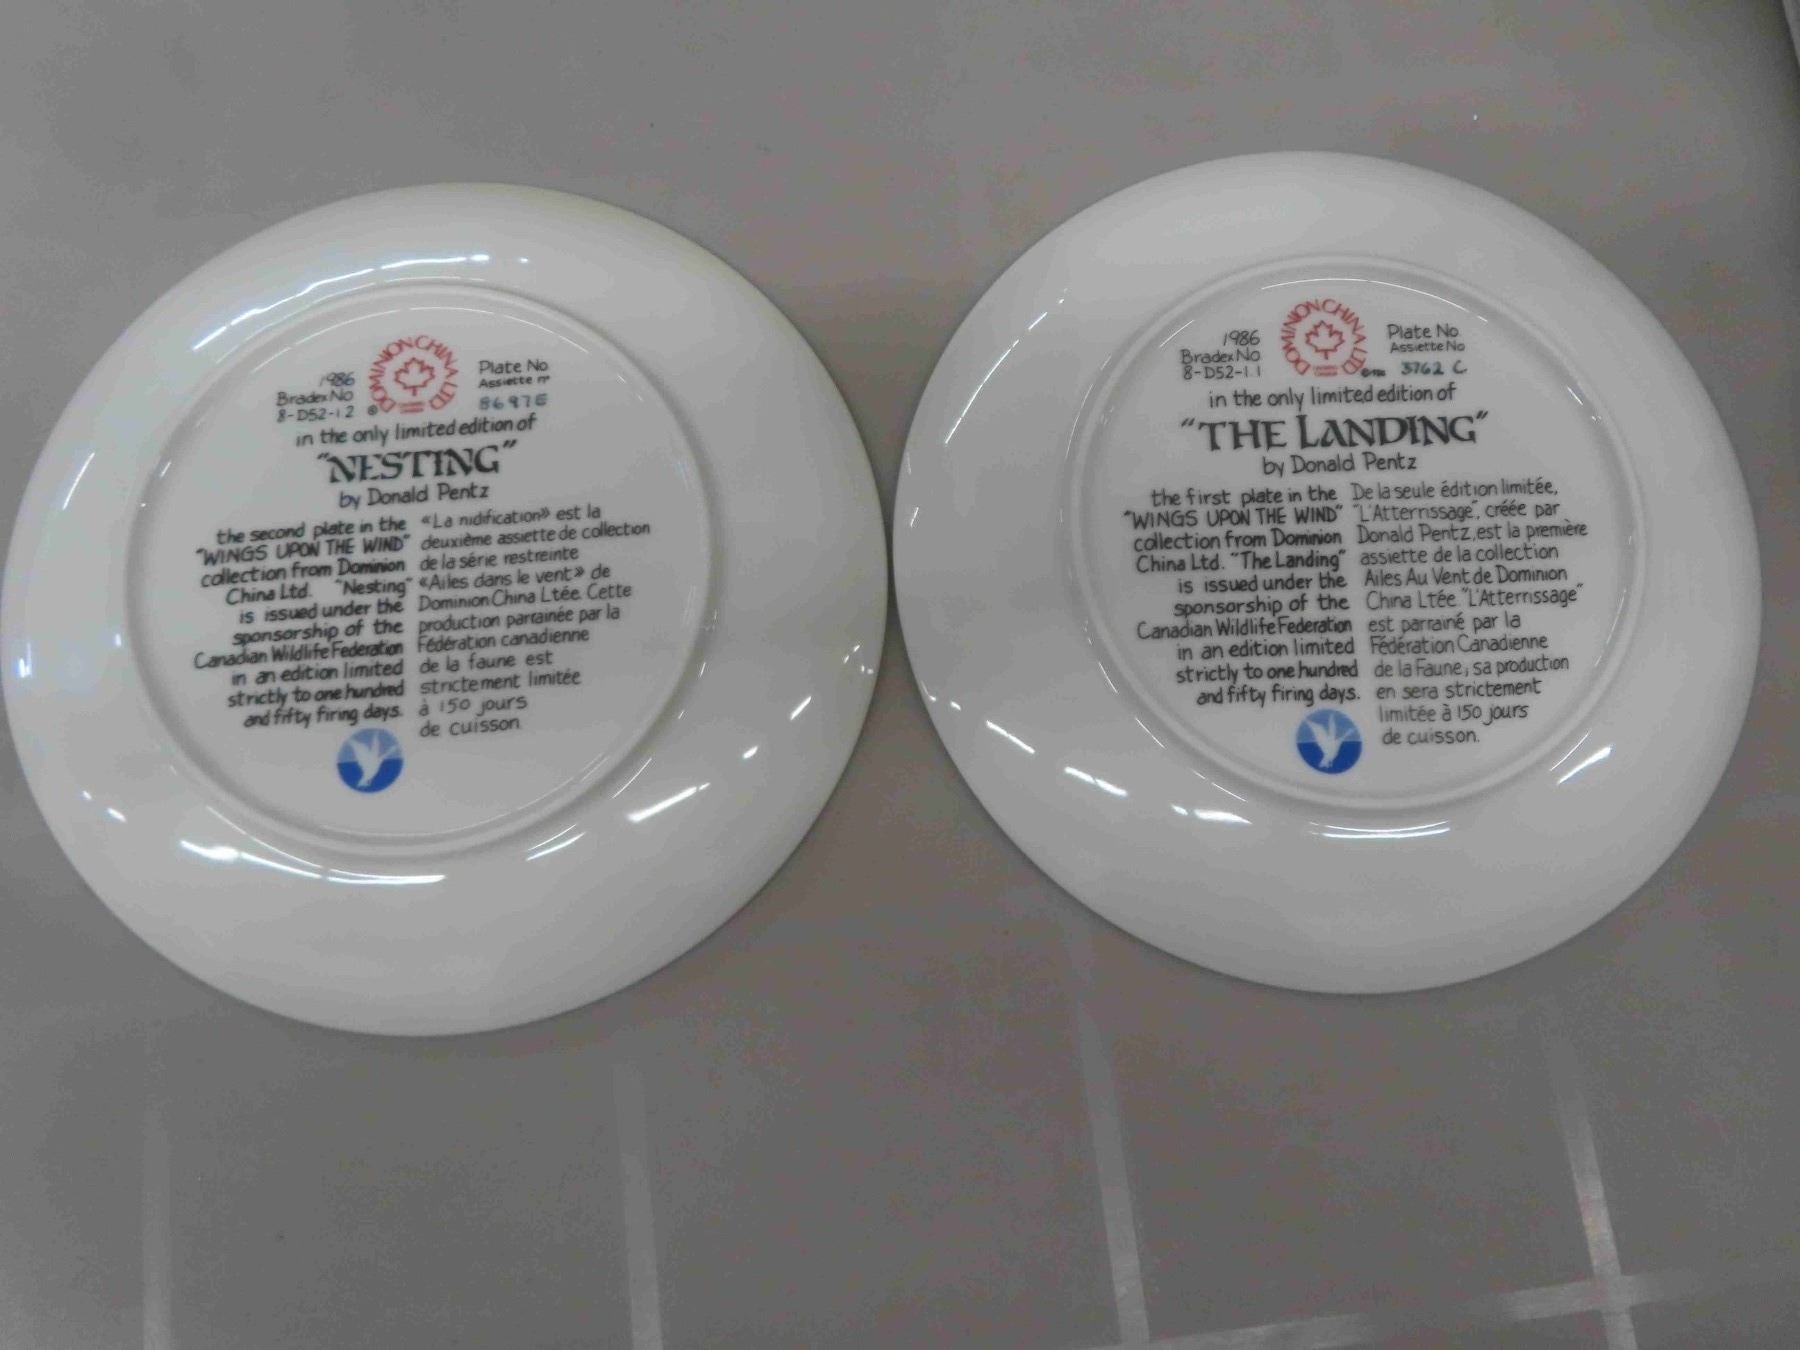 1986
Bradex No
8-D52-1 2
DOMINION CHINA LTD
Plate No
Assiette nº
8697E
in the only limited edition of
"NESTING"
by Donald Pentz
the second plate in the
"WINGS UPON THE WIND"
collection from Dominion
China Ltd. "Nesting"
is issued under the
sponsorship of the
Canadian Wildlife Federation
in an edition limited
strictly to one hundred
and fifty firing days.
«La nidification» est la
deuxième assiette de collection
de la série restreinte
«Ailes dans le vent» de
Dominion China Ltée. Cette
production parrainée par la
Fédération canadienne
de la faune est
strictement limitée
à 150 jours
de cuisson.
1986
Bradex No
8-D52-1.1
DOMINION CHINA LTD
Plate No
Assiette No
3762 C
in the only limited edition of
"THE LANDING"
by Donald Pentz
the first plate in the
"WINGS UPON THE WIND"
collection from Dominion
China Ltd. "The Landing"
is issued under the
sponsorship of the
Canadian Wildlife Federation
in an edition limited
strictly to one hundred
and fifty firing days.
De la seule édition limitée,
"L'Atterrissage", créée par
Donald Pentz, est la première
assiette de la collection
Ailes Au Vent de Dominion
China Ltée. "L'Atterrissage"
est parrainé par la
Fédération Canadienne
de la Faune; sa production
en sera strictement
limitée à 150 jours
de cuisson.